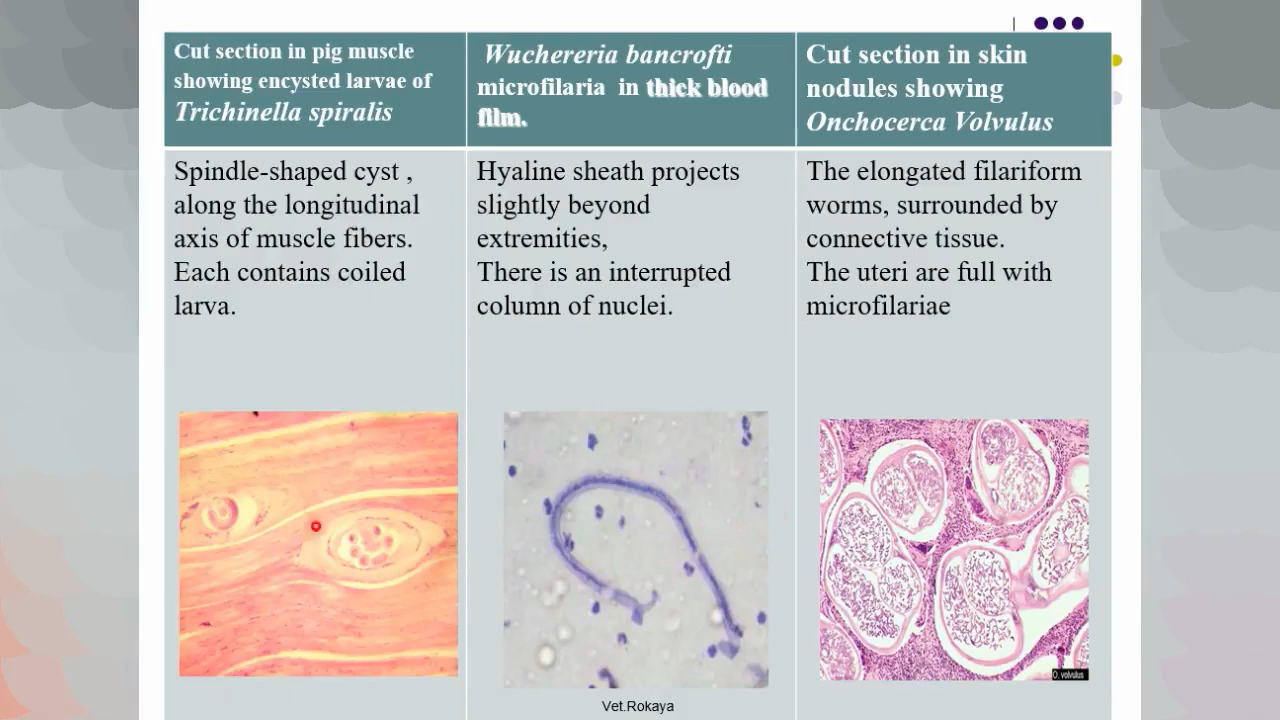 Cut section in pig muscle
showing encysted larvae of
Trichinella spiralis
Wuchereria bancrofti
microfilaria in thick blood
film.
Cut section in skin
nodules showing
Onchocerca Volvulus
Spindle-shaped cyst ,
along the longitudinal
axis of muscle fibers.
Each contains coiled
larva.
Hyaline sheath projects
slightly beyond
extremities,
There is an interrupted
column of nuclei.
The elongated filariform
worms, surrounded by
connective tissue.
The uteri are full with
microfilariae
O. volvulus
Vet.Rokaya